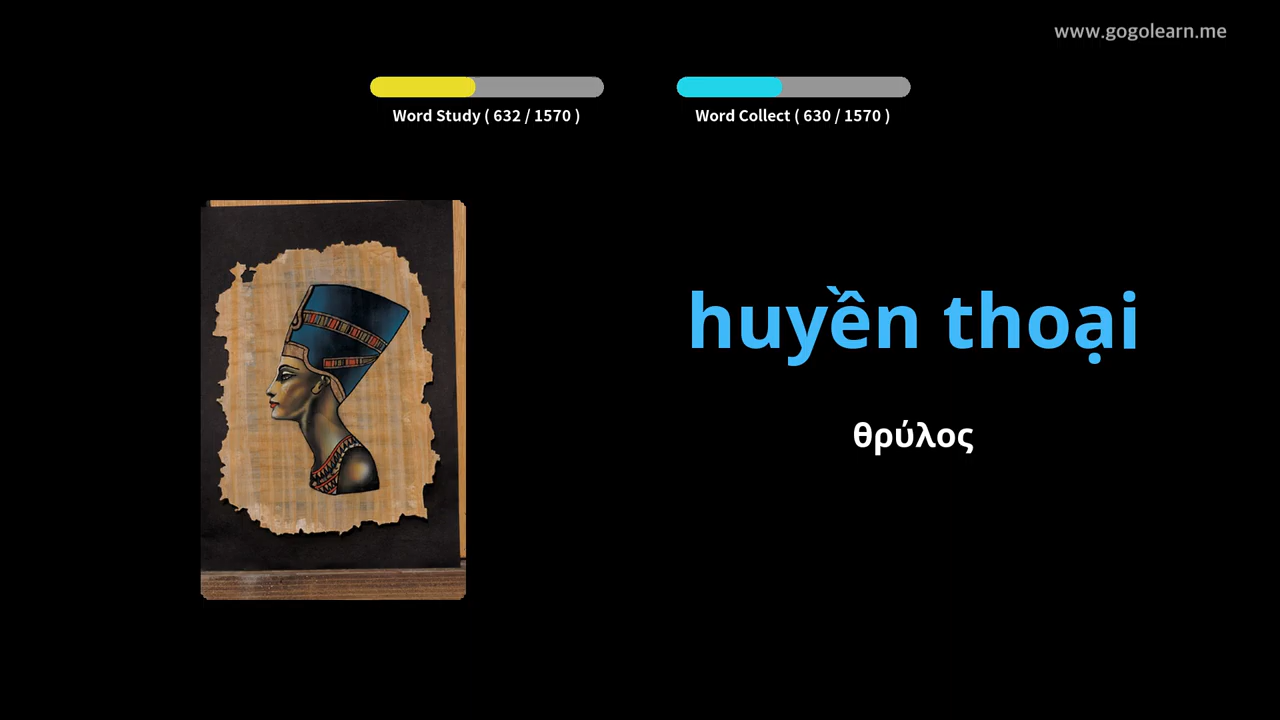 www.gogolearn.me
Word Study ( 632 / 1570 )
Word Collect ( 630 / 1570 )
huyền thoại
θρύλος